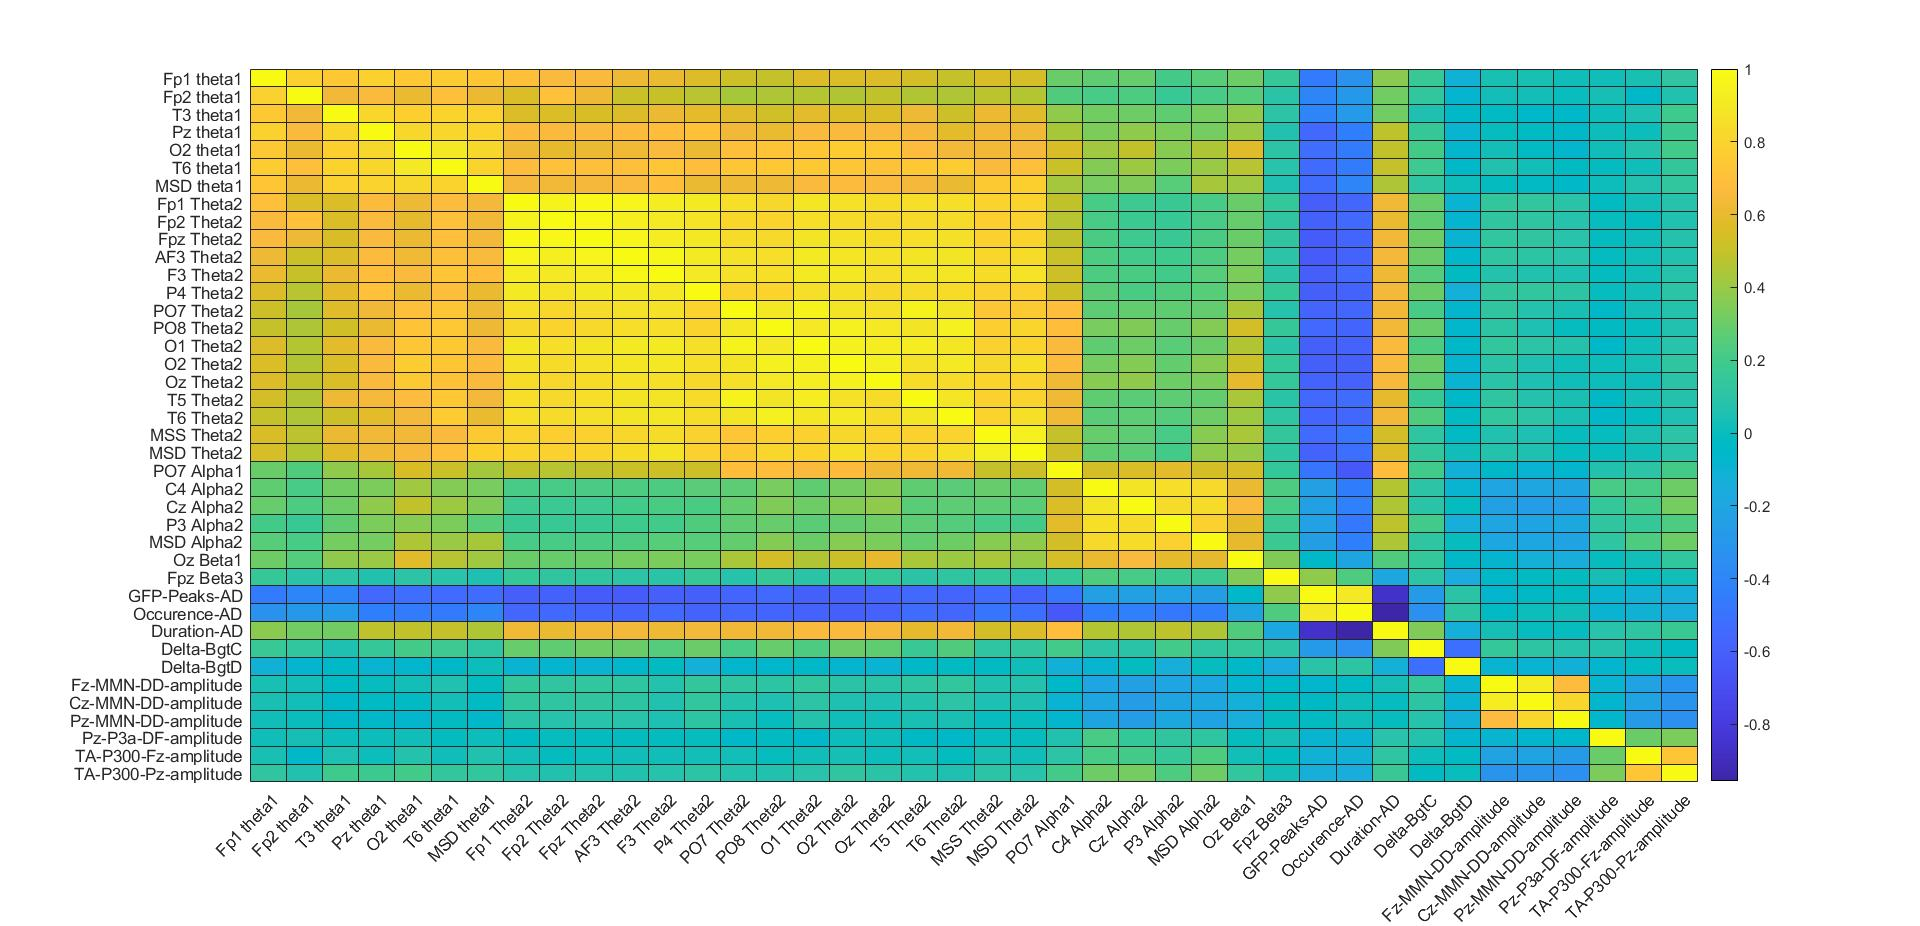 Fp1 theta1
Fp2 theta1
T3 theta1
Pz theta1
O2 theta1
T6 theta1
MSD theta1
Fp1 Theta2
Fp2 Theta2
Fpz Theta2
AF3 Theta2
F3 Theta2
P4 Theta2
PO7 Theta2
PO8 Theta2
O1 Theta2
O2 Theta2
Oz Theta2
T5 Theta2
T6 Theta2
MSS Theta2
MSD Theta2
PO7 Alpha1
C4 Alpha2
Cz Alpha2
P3 Alpha2
MSD Alpha2
Oz Beta1
Fpz Beta3
GFP-Peaks-AD
Occurence-AD
Duration-AD
Delta-BgtC
Delta-BgtD
Fz-MMN-DD-amplitude
Cz-MMN-DD-amplitude
Pz-MMN-DD-amplitude
Pz-P3a-DF-amplitude
TA-P300-Fz-amplitude
TA-P300-Pz-amplitude
Fp1 theta1
Fp2 theta1
T3 theta1
Pz theta1
O2 theta1
T6 theta1
MSD theta1
Fp1 Theta2
Fp2 Theta2
Fpz Theta2
AF3 Theta2
F3 Theta2
P4 Theta2
PO7 Theta2
PO8 Theta2
O1 Theta2
O2 Theta2
Oz Theta2
T5 Theta2
T6 Theta2
MSS Theta2
MSD Theta2
PO7 Alpha1
C4 Alpha2
Cz Alpha2
P3 Alpha2
MSD Alpha2
Oz Beta1
Fpz Beta3
GFP-Peaks-AD
Occurence-AD
Duration-AD
Delta-BgtC
Delta-BgtD
Fz-MMN-DD-amplitude
Cz-MMN-DD-amplitude
Pz-MMN-DD-amplitude
Pz-P3a-DF-amplitude
TA-P300-Fz-amplitude
TA-P300-Pz-amplitude
1
0.8
0.6
0.4
0.2
0
-0.2
-0.4
-0.6
-0.8